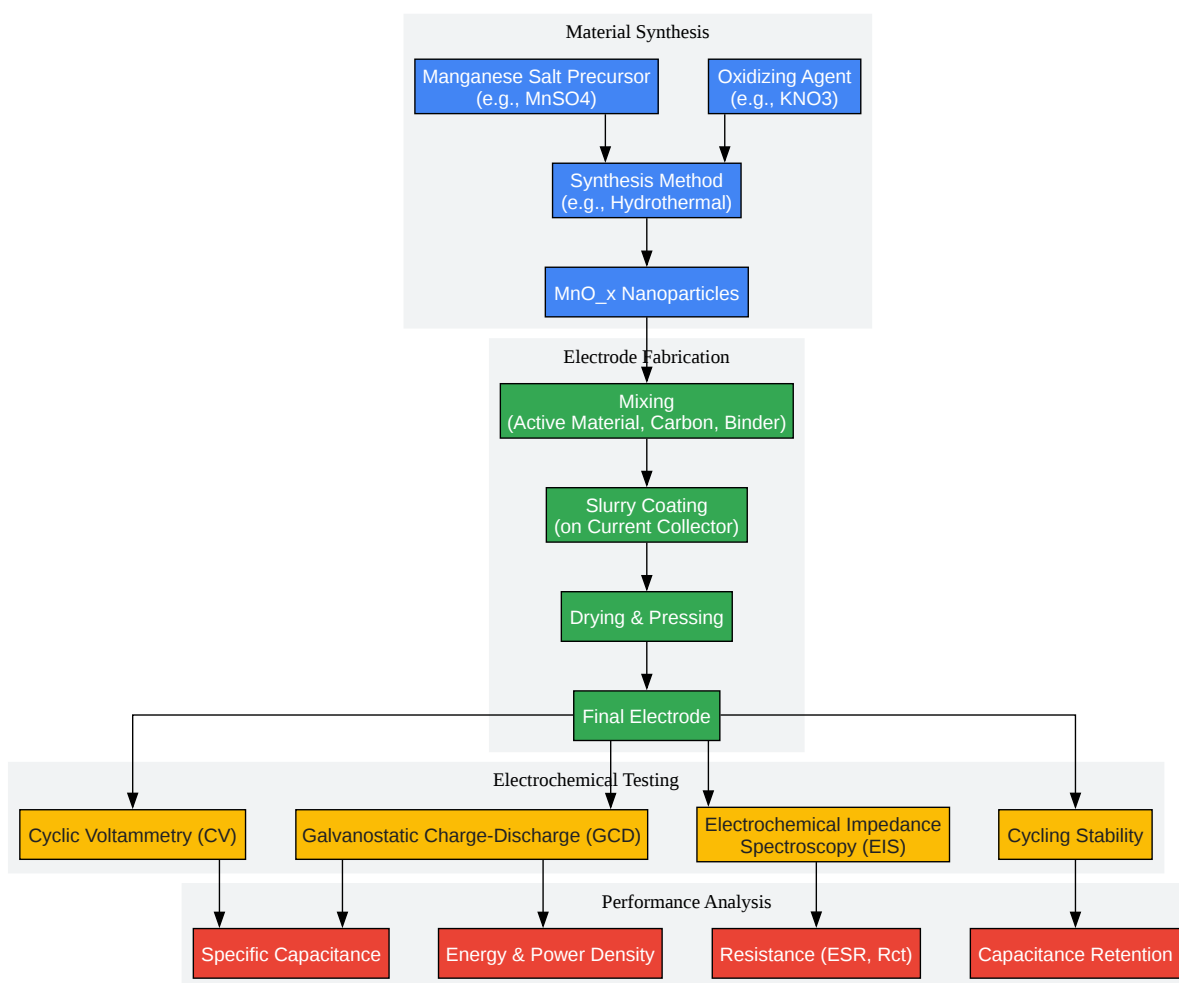 Material Synthesis
Manganese Salt Precursor
(e.g., MnSO4)
Oxidizing Agent
(e.g., KNO3)
Synthesis Method
(e.g., Hydrothermal)
MnO_x Nanoparticles
Electrode Fabrication
Mixing
(Active Material, Carbon, Binder)
Slurry Coating
(on Current Collector)
Drying & Pressing
Final Electrode
Electrochemical Testing
Cyclic Voltammetry (CV)
Galvanostatic Charge-Discharge (GCD)
Electrochemical Impedance
Spectroscopy (EIS)
Cycling Stability
Performance Analysis
Specific Capacitance
Energy & Power Density
Resistance (ESR, Rct)
Capacitance Retention